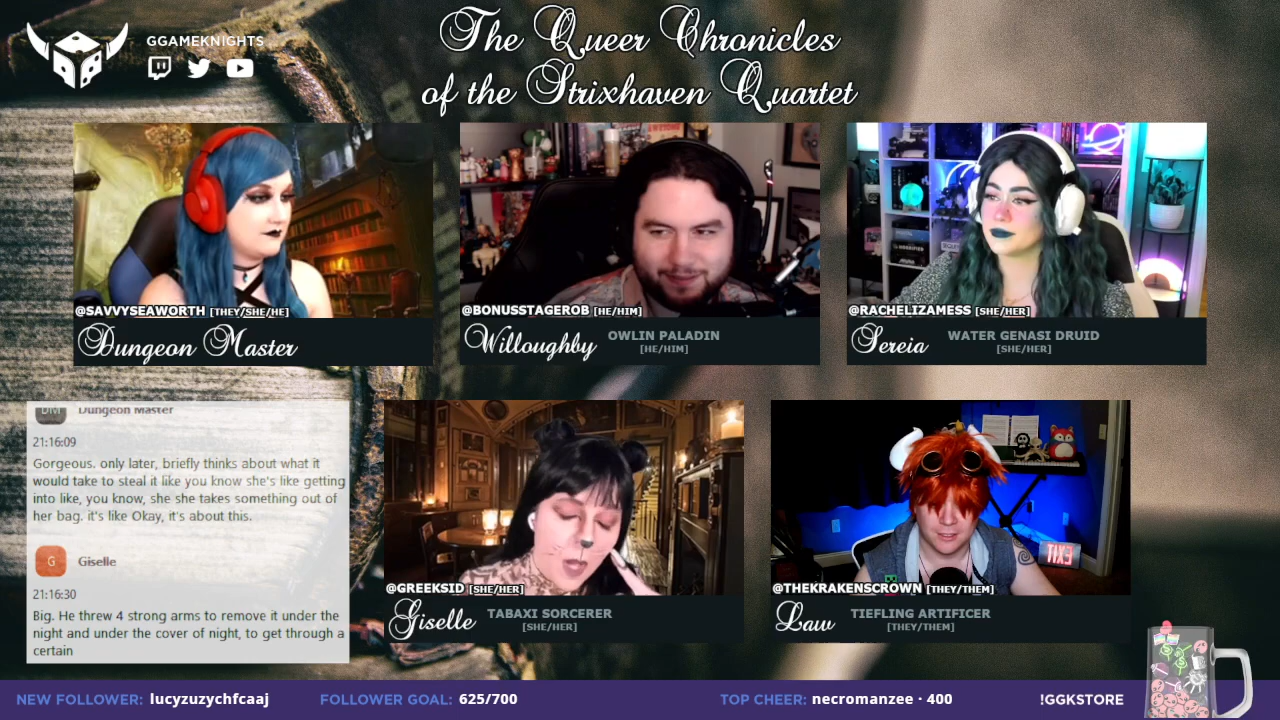 GGAMEKNIGHTS
The Queer Chronicles
of the Strixhaven Quartet
@SAVVYSEAWORTH [THEY/SHE/HE]
Dungeon Master
@BONUSSTAGEROB [HE/HIM]
Willoughby
OWLIN PALADIN
[HE/HIM]
@RACHELIZAMESS [SHE/HER]
Sereia
WATER GENASI DRUID
[SHE/HER]
DM Dungeon Master
21:16:09
Gorgeous. only later, briefly thinks about what it
would take to steal it like you know she's like getting
into like, you know, she she takes something out of
her bag. it's like Okay, it's about this.
G Giselle
21:16:30
Big. He threw 4 strong arms to remove it under the
night and under the cover of night, to get through a
certain
@GREEKSID [SHE/HER]
Giselle
TABAXI SORCERER
[SHE/HER]
EXIT
@THEKRAKENSCROWN [THEY/THEM]
Law
TIEFLING ARTIFICER
[THEY/THEM]
NEW FOLLOWER: lucyzuzychfcaaj
FOLLOWER GOAL: 625/700
TOP CHEER: necromanzee · 400
!GGKSTORE